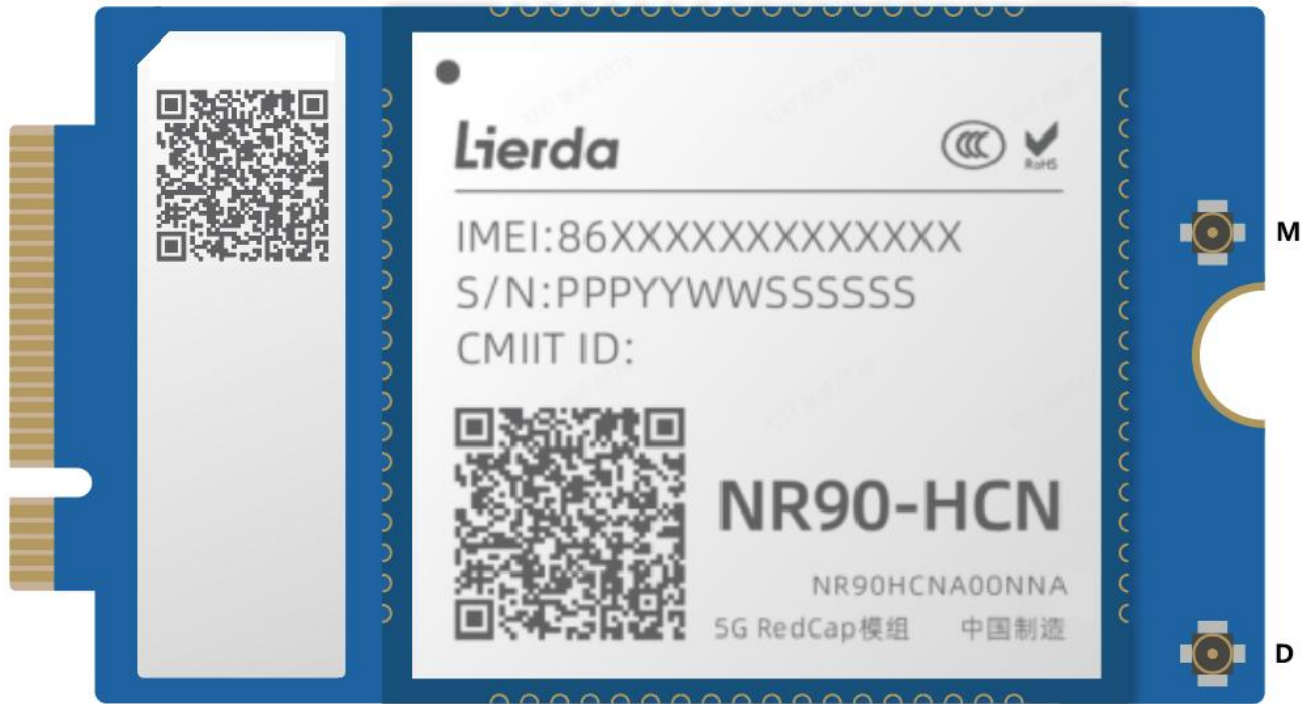 Lierda
RoHS
IMEI:86XXXXXXXXXXXXX
S/N:PPPYYWWSSSSSS
CMIIT ID:
NR90-HCN
NR90HCNA00NNA
5G RedCap模组 中国制造
M
D